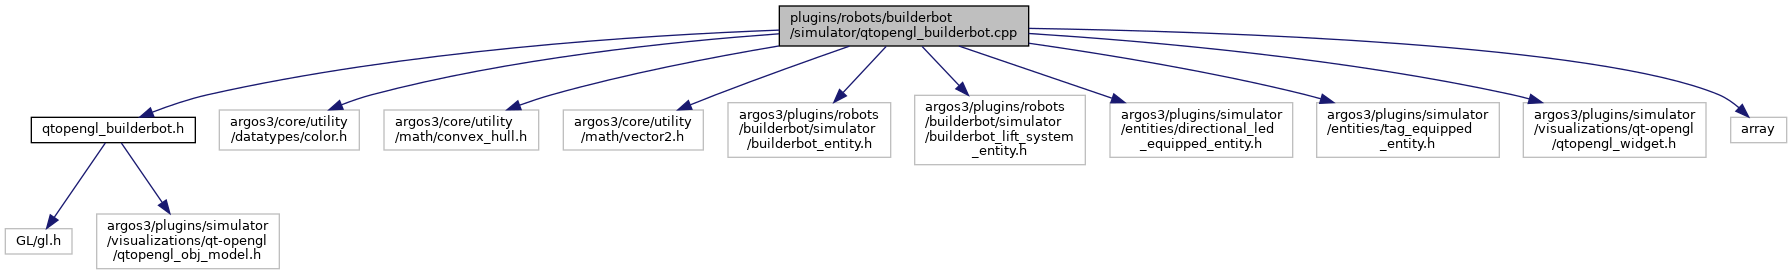 plugins/robots/builderbot
/simulator/qtopengl_builderbot.cpp
qtopengl_builderbot.h
argos3/core/utility
/datatypes/color.h
argos3/core/utility
/math/convex_hull.h
argos3/core/utility
/math/vector2.h
argos3/plugins/robots
/builderbot/simulator
/builderbot_entity.h
argos3/plugins/robots
/builderbot/simulator
/builderbot_lift_system
_entity.h
argos3/plugins/simulator
/entities/directional_led
_equipped_entity.h
argos3/plugins/simulator
/entities/tag_equipped
_entity.h
argos3/plugins/simulator
/visualizations/qt-opengl
/qtopengl_widget.h
array
GL/gl.h
argos3/plugins/simulator
/visualizations/qt-opengl
/qtopengl_obj_model.h